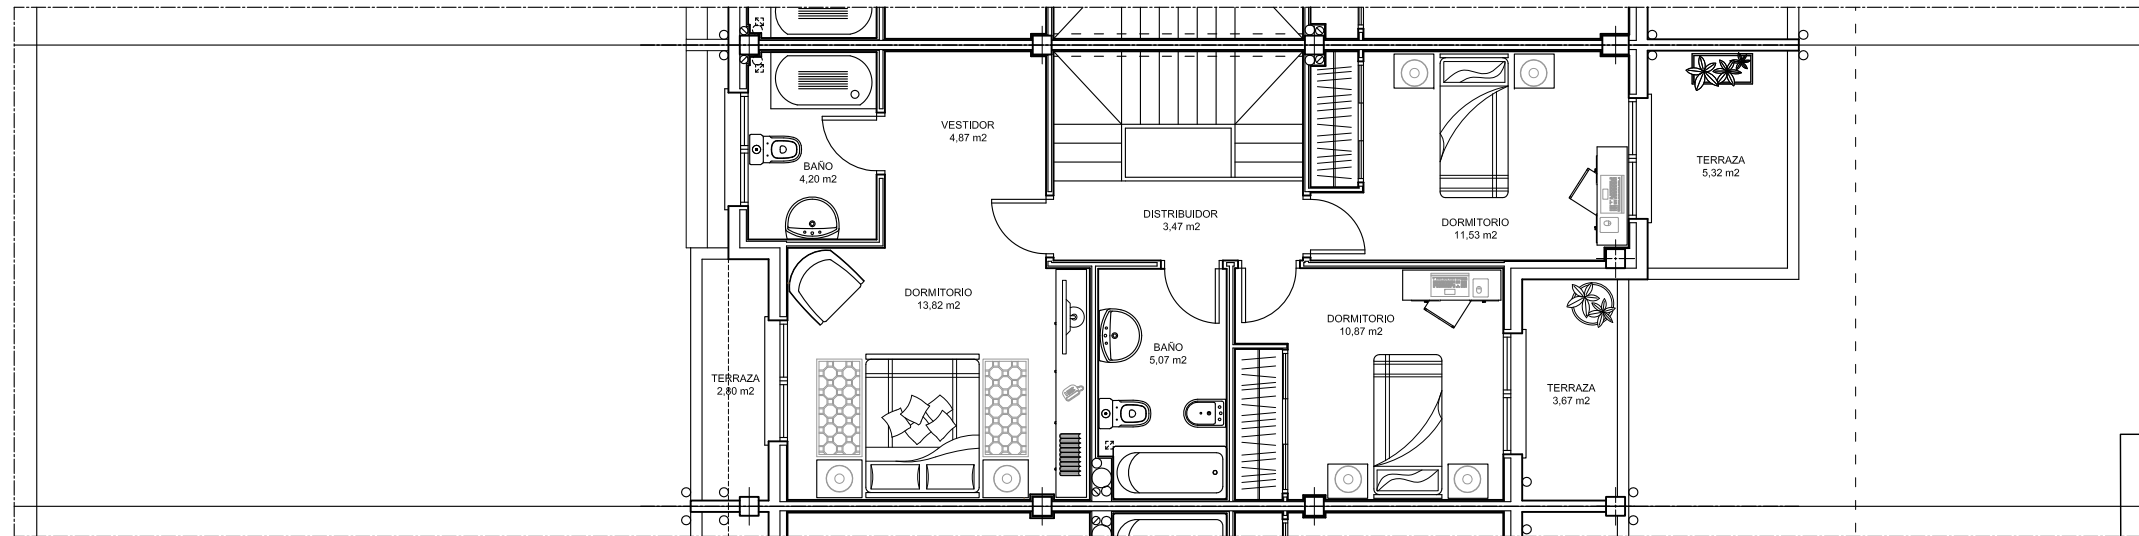 VESTIDOR
4,87 m2
BAÑO
4,20 m2
TERRAZA
5,32 m2
DISTRIBUIDOR
3,47 m2
DORMITORIO
11,53 m2
DORMITORIO
13,82 m2
DORMITORIO
10,87 m2
BAÑO
5,07 m2
TERRAZA
2,80 m2
TERRAZA
3,67 m2